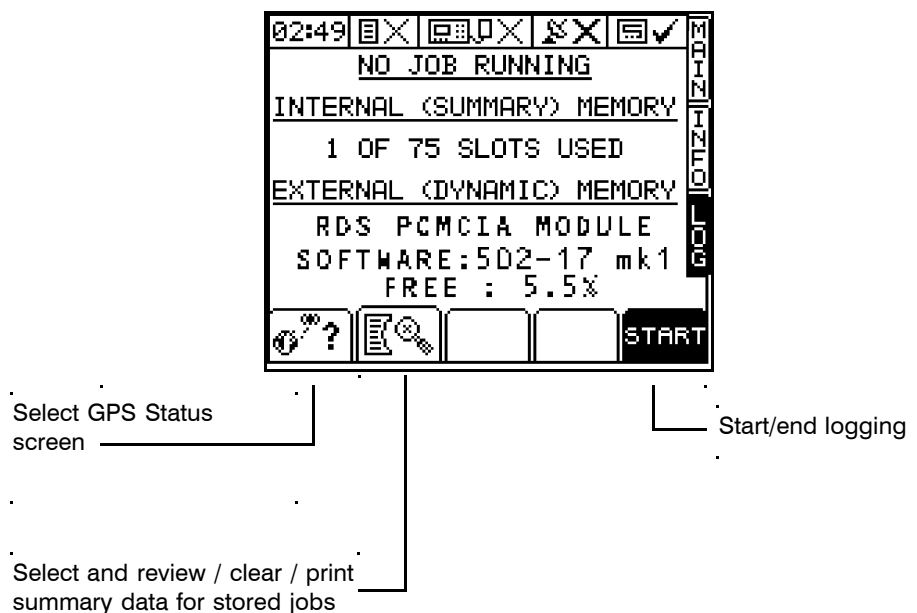 02:49
NO JOB RUNNING
INTERNAL (SUMMARY) MEMORY
1 OF 75 SLOTS USED
EXTERNAL (DYNAMIC) MEMORY
RDS PCMCIA MODULE
SOFTWARE:5D2-17 mk1
FREE : 5.5%
MAIN
INFO
LOG
?
START
Select GPS Status
screen
Start/end logging
Select and review / clear / print
summary data for stored jobs